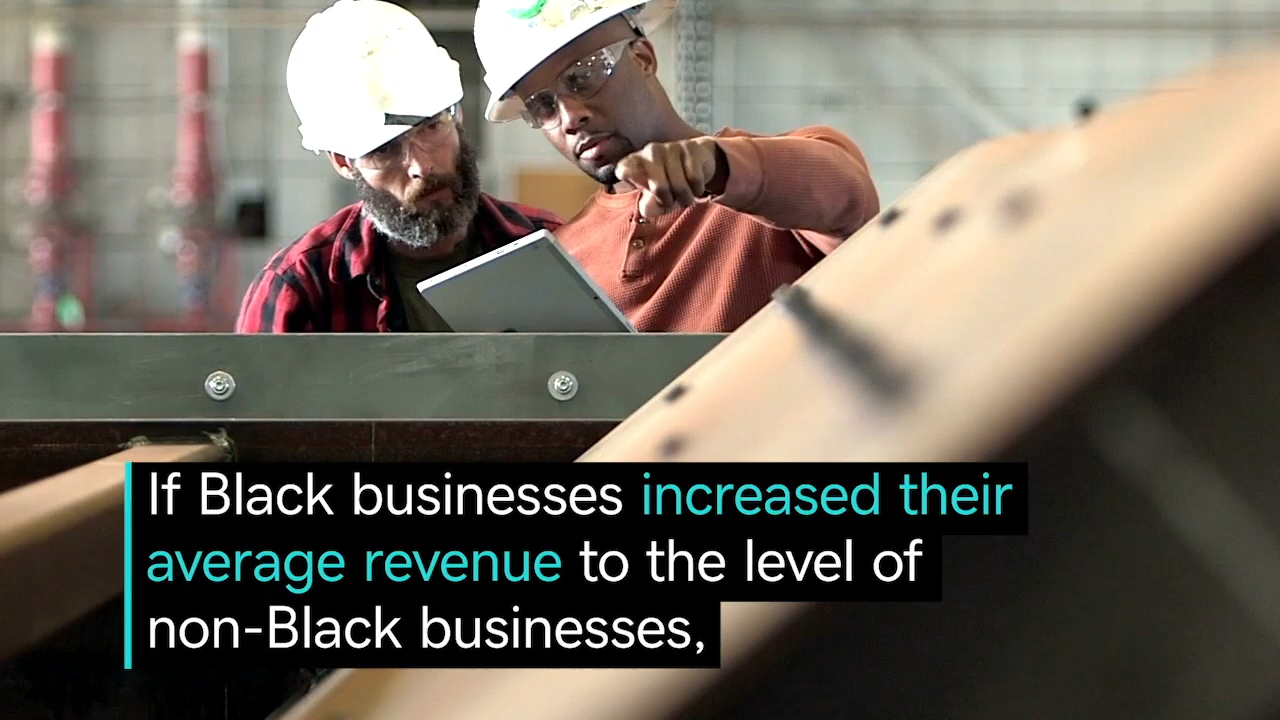 If Black businesses increased their
average revenue to the level of
non-Black businesses,